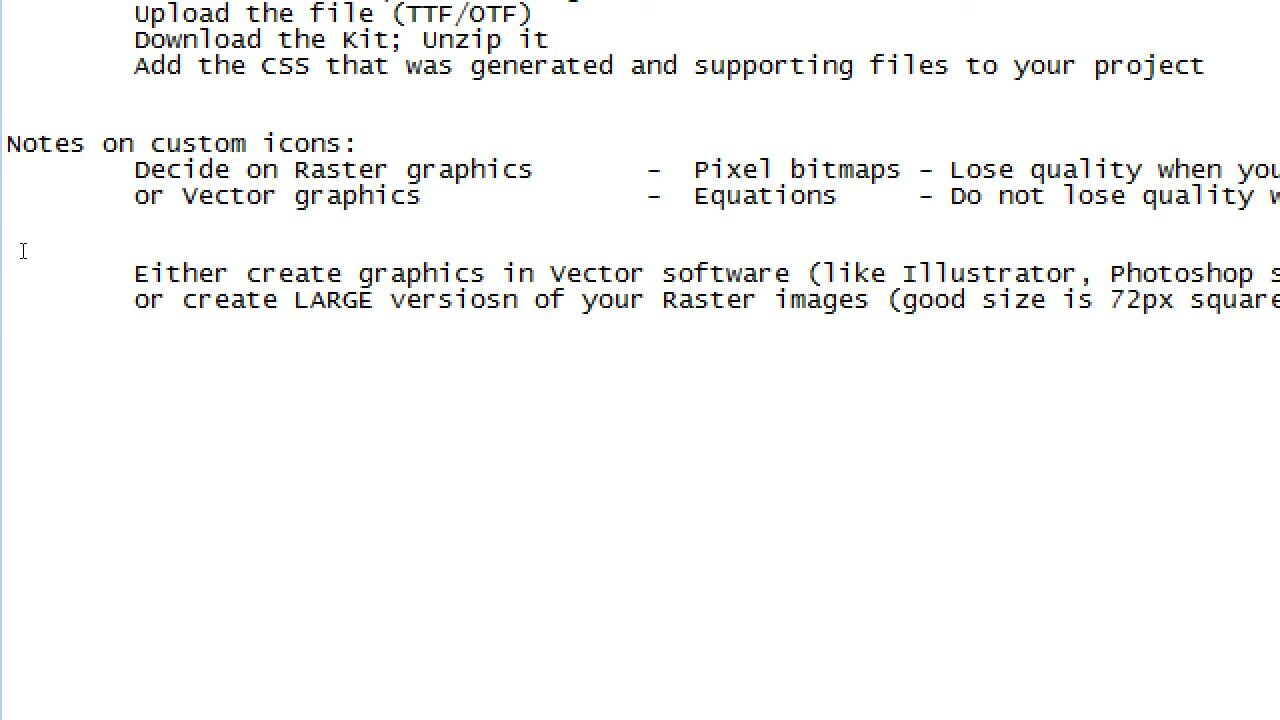 Upload the file (TTF/OTF)
Download the Kit; Unzip it
Add the CSS that was generated and supporting files to your project
Notes on custom icons:
Decide on Raster graphics - Pixel bitmaps - Lose quality when you
or Vector graphics - Equations - Do not lose quality w
Either create graphics in Vector software (like Illustrator, Photoshop s
or create LARGE versiosn of your Raster images (good size is 72px square